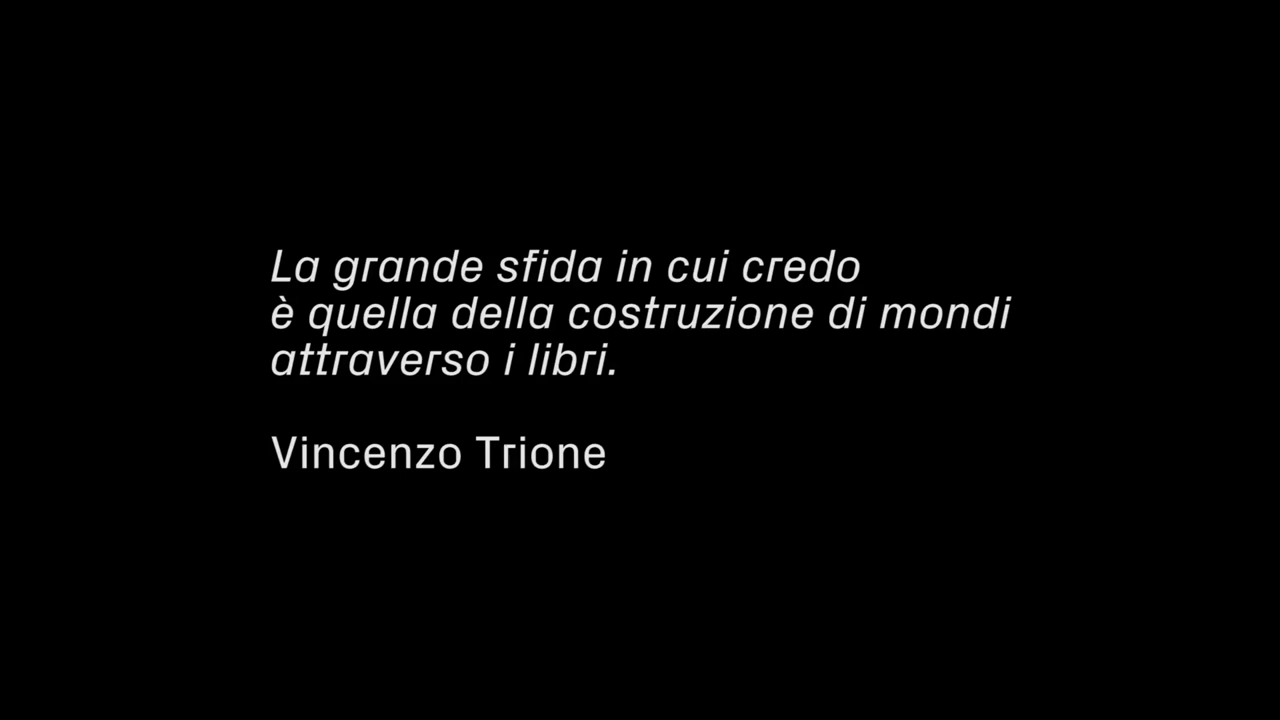 La grande sfida in cui credo
è quella della costruzione di mondi
attraverso i libri.
Vincenzo Trione